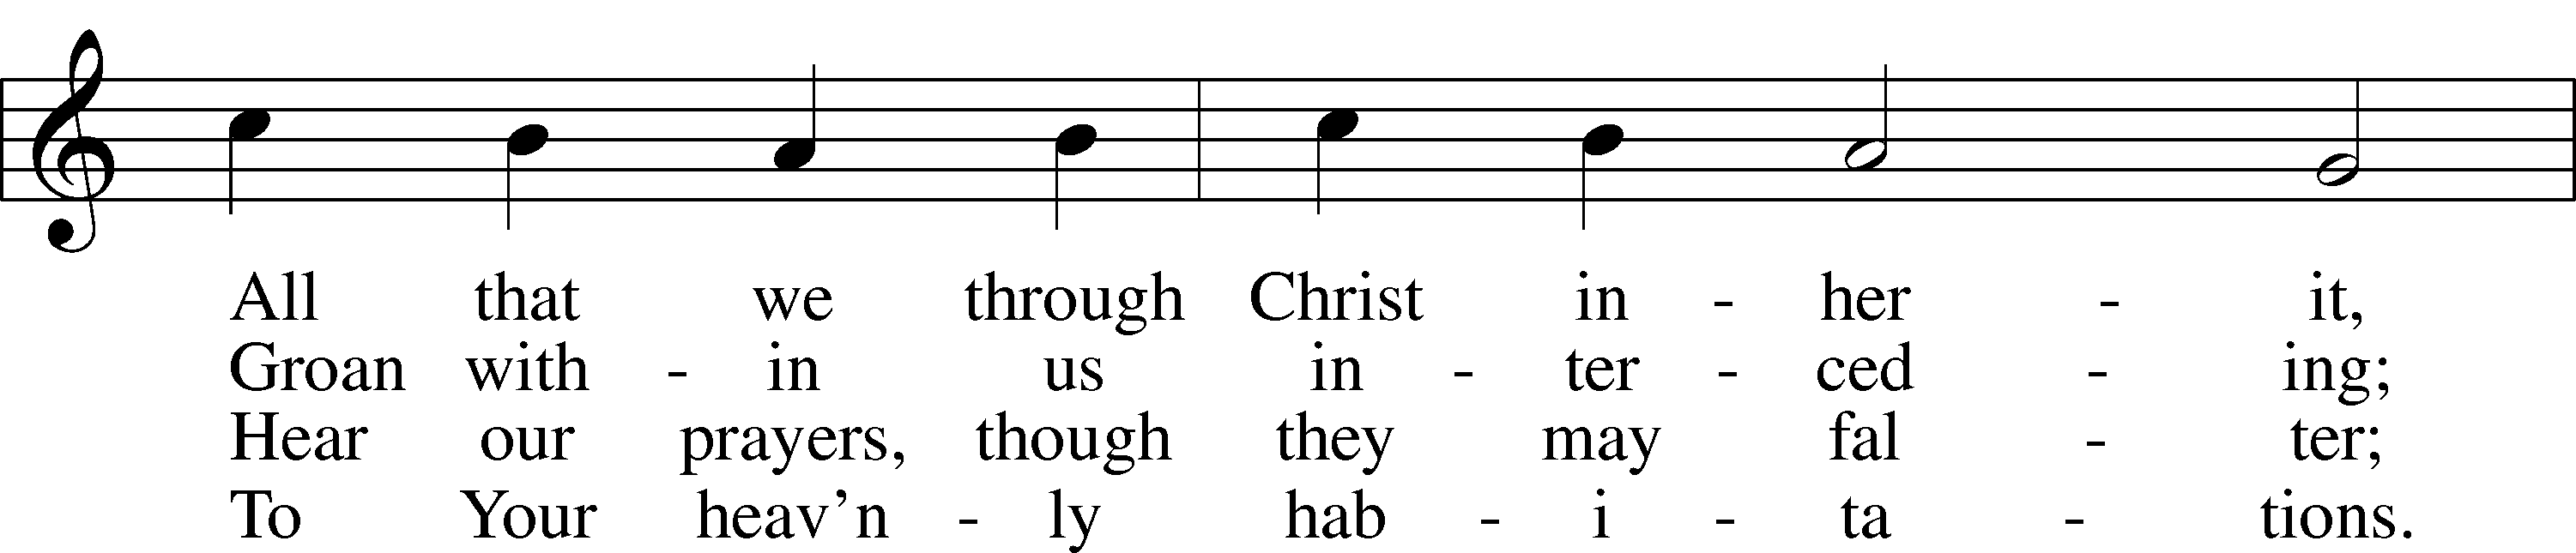 All that we through Christ in - her - it,
Groan with - in us in - ter - ced - ing;
Hear our prayers, though they may fal - ter;
To Your heav'n - ly hab - i - ta - tions.